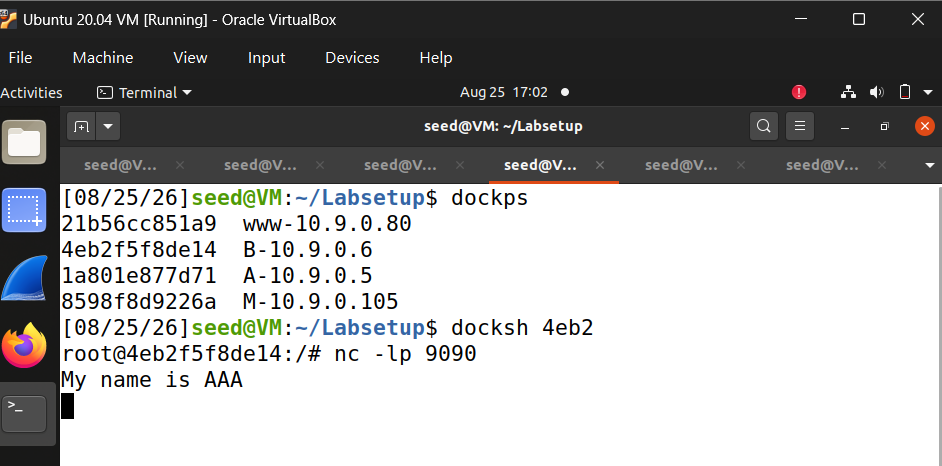 Ubuntu 20.04 VM [Running] - Oracle VirtualBox
File Machine View Input Devices Help
Activities Terminal Aug 25 17:02
seed@VM: ~/Labsetup
seed@V... seed@V... seed@V... seed@V... seed@V... seed@V...
[08/25/26]seed@VM:~/Labsetup$ dockps
21b56cc851a9 www-10.9.0.80
4eb2f5f8de14 B-10.9.0.6
1a801e877d71 A-10.9.0.5
8598f8d9226a M-10.9.0.105
[08/25/26]seed@VM:~/Labsetup$ docksh 4eb2
root@4eb2f5f8de14:/# nc -lp 9090
My name is AAA